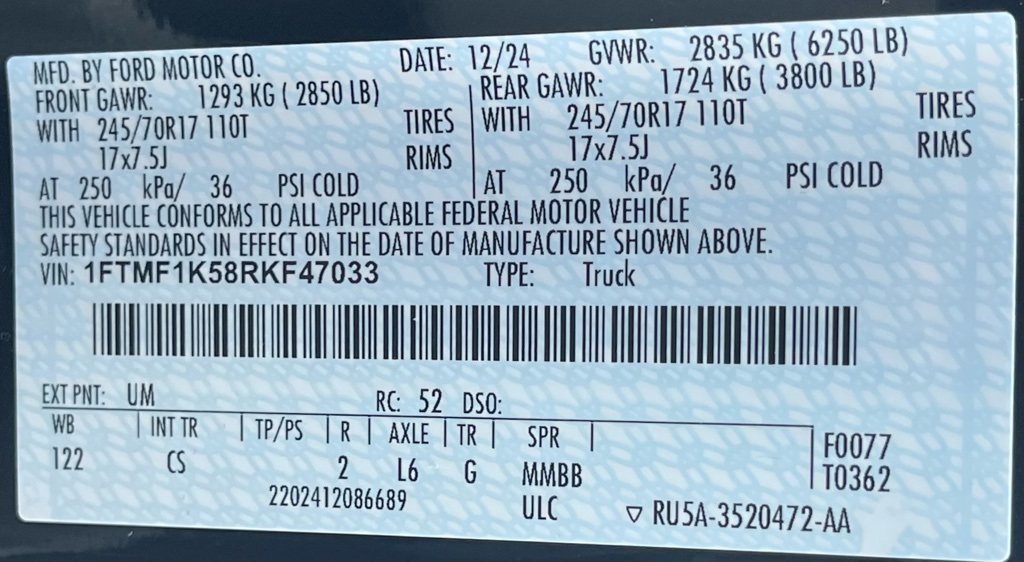 MFD. BY FORD MOTOR CO. DATE: 12/24 GVWR: 2835 KG ( 6250 LB)
FRONT GAWR: 1293 KG ( 2850 LB) REAR GAWR: 1724 KG ( 3800 LB)
WITH 245/70R17 110T TIRES WITH 245/70R17 110T TIRES
17x7.5J RIMS 17x7.5J RIMS
AT 250 kPa/ 36 PSI COLD AT 250 kPa/ 36 PSI COLD
THIS VEHICLE CONFORMS TO ALL APPLICABLE FEDERAL MOTOR VEHICLE
SAFETY STANDARDS IN EFFECT ON THE DATE OF MANUFACTURE SHOWN ABOVE.
VIN: 1FTMF1K58RKF47033 TYPE: Truck
EXT PNT: UM RC: 52 DSO:
WB INT TR TP/PS R AXLE TR SPR F0077
122 CS 2 L6 G MMBB T0362
2202412086689 ULC ▽ RU5A-3520472-AA